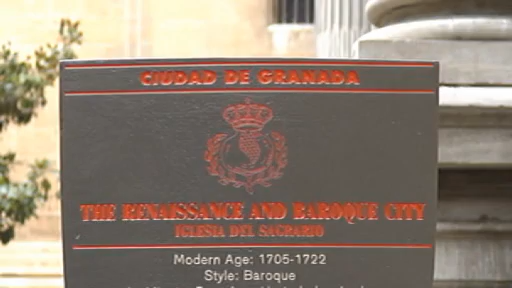 CIUDAD DE GRANADA
THE RENAISSANCE AND BAROQUE CITY
IGLESIA DEL SAGRARIO
Modern Age: 1705-1722
Style: Baroque